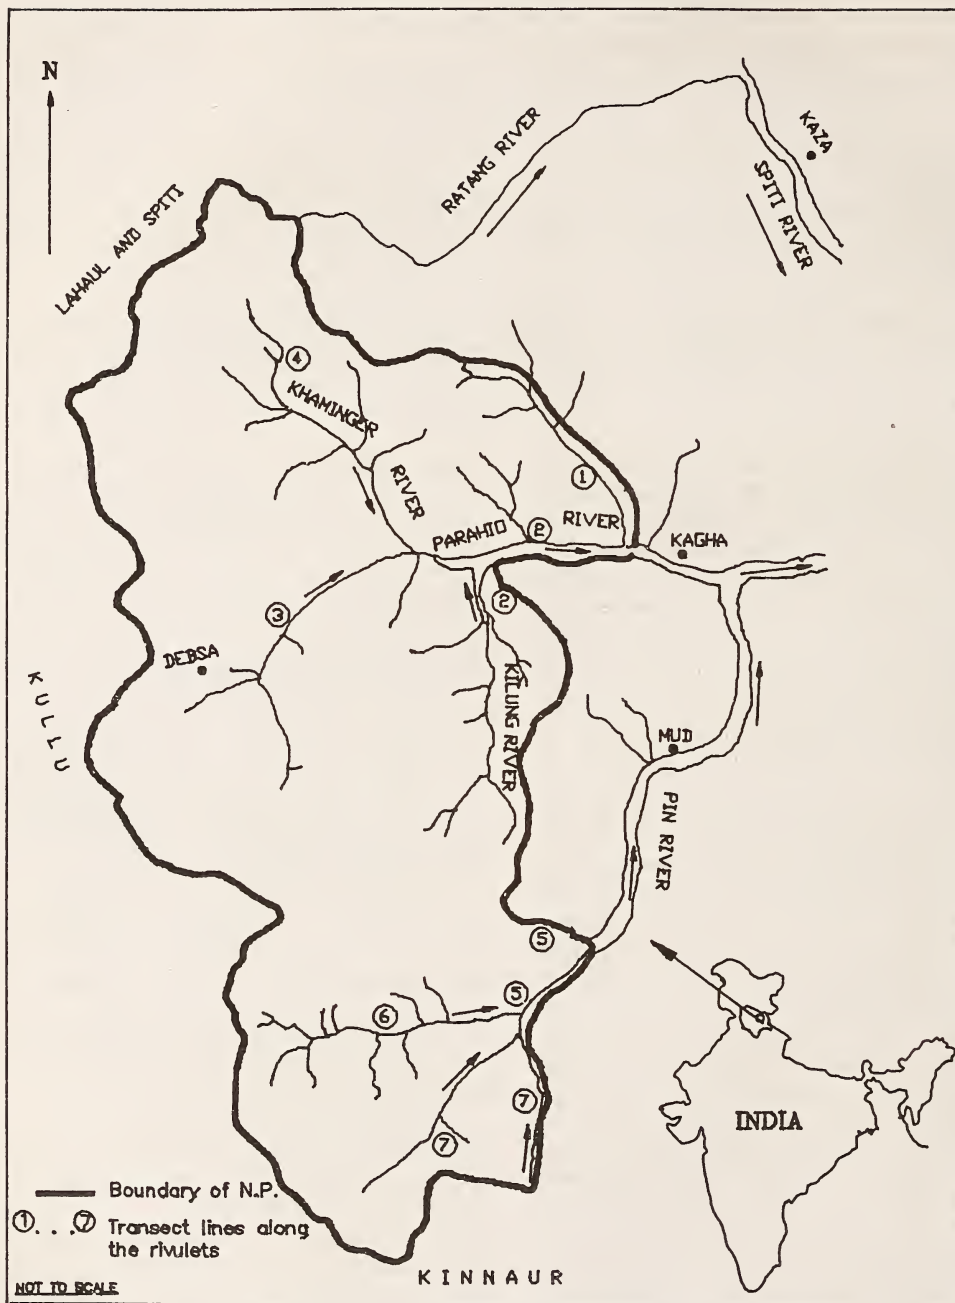 N
RATANG RIVER
KAZA
SPITI RIVER
LAHAUL AND SPITI
4
KHAMINGER
RIVER
1
2
RIVER
PARAHIO
KAGHA
2
3
DEBSA
KILUNG RIVER
KULLU
MUD
PIN RIVER
5
5
6
7
7
INDIA
Boundary of N.P.
1...7 Transect lines along
the rivulets
NOT TO SCALE
KINNAUR